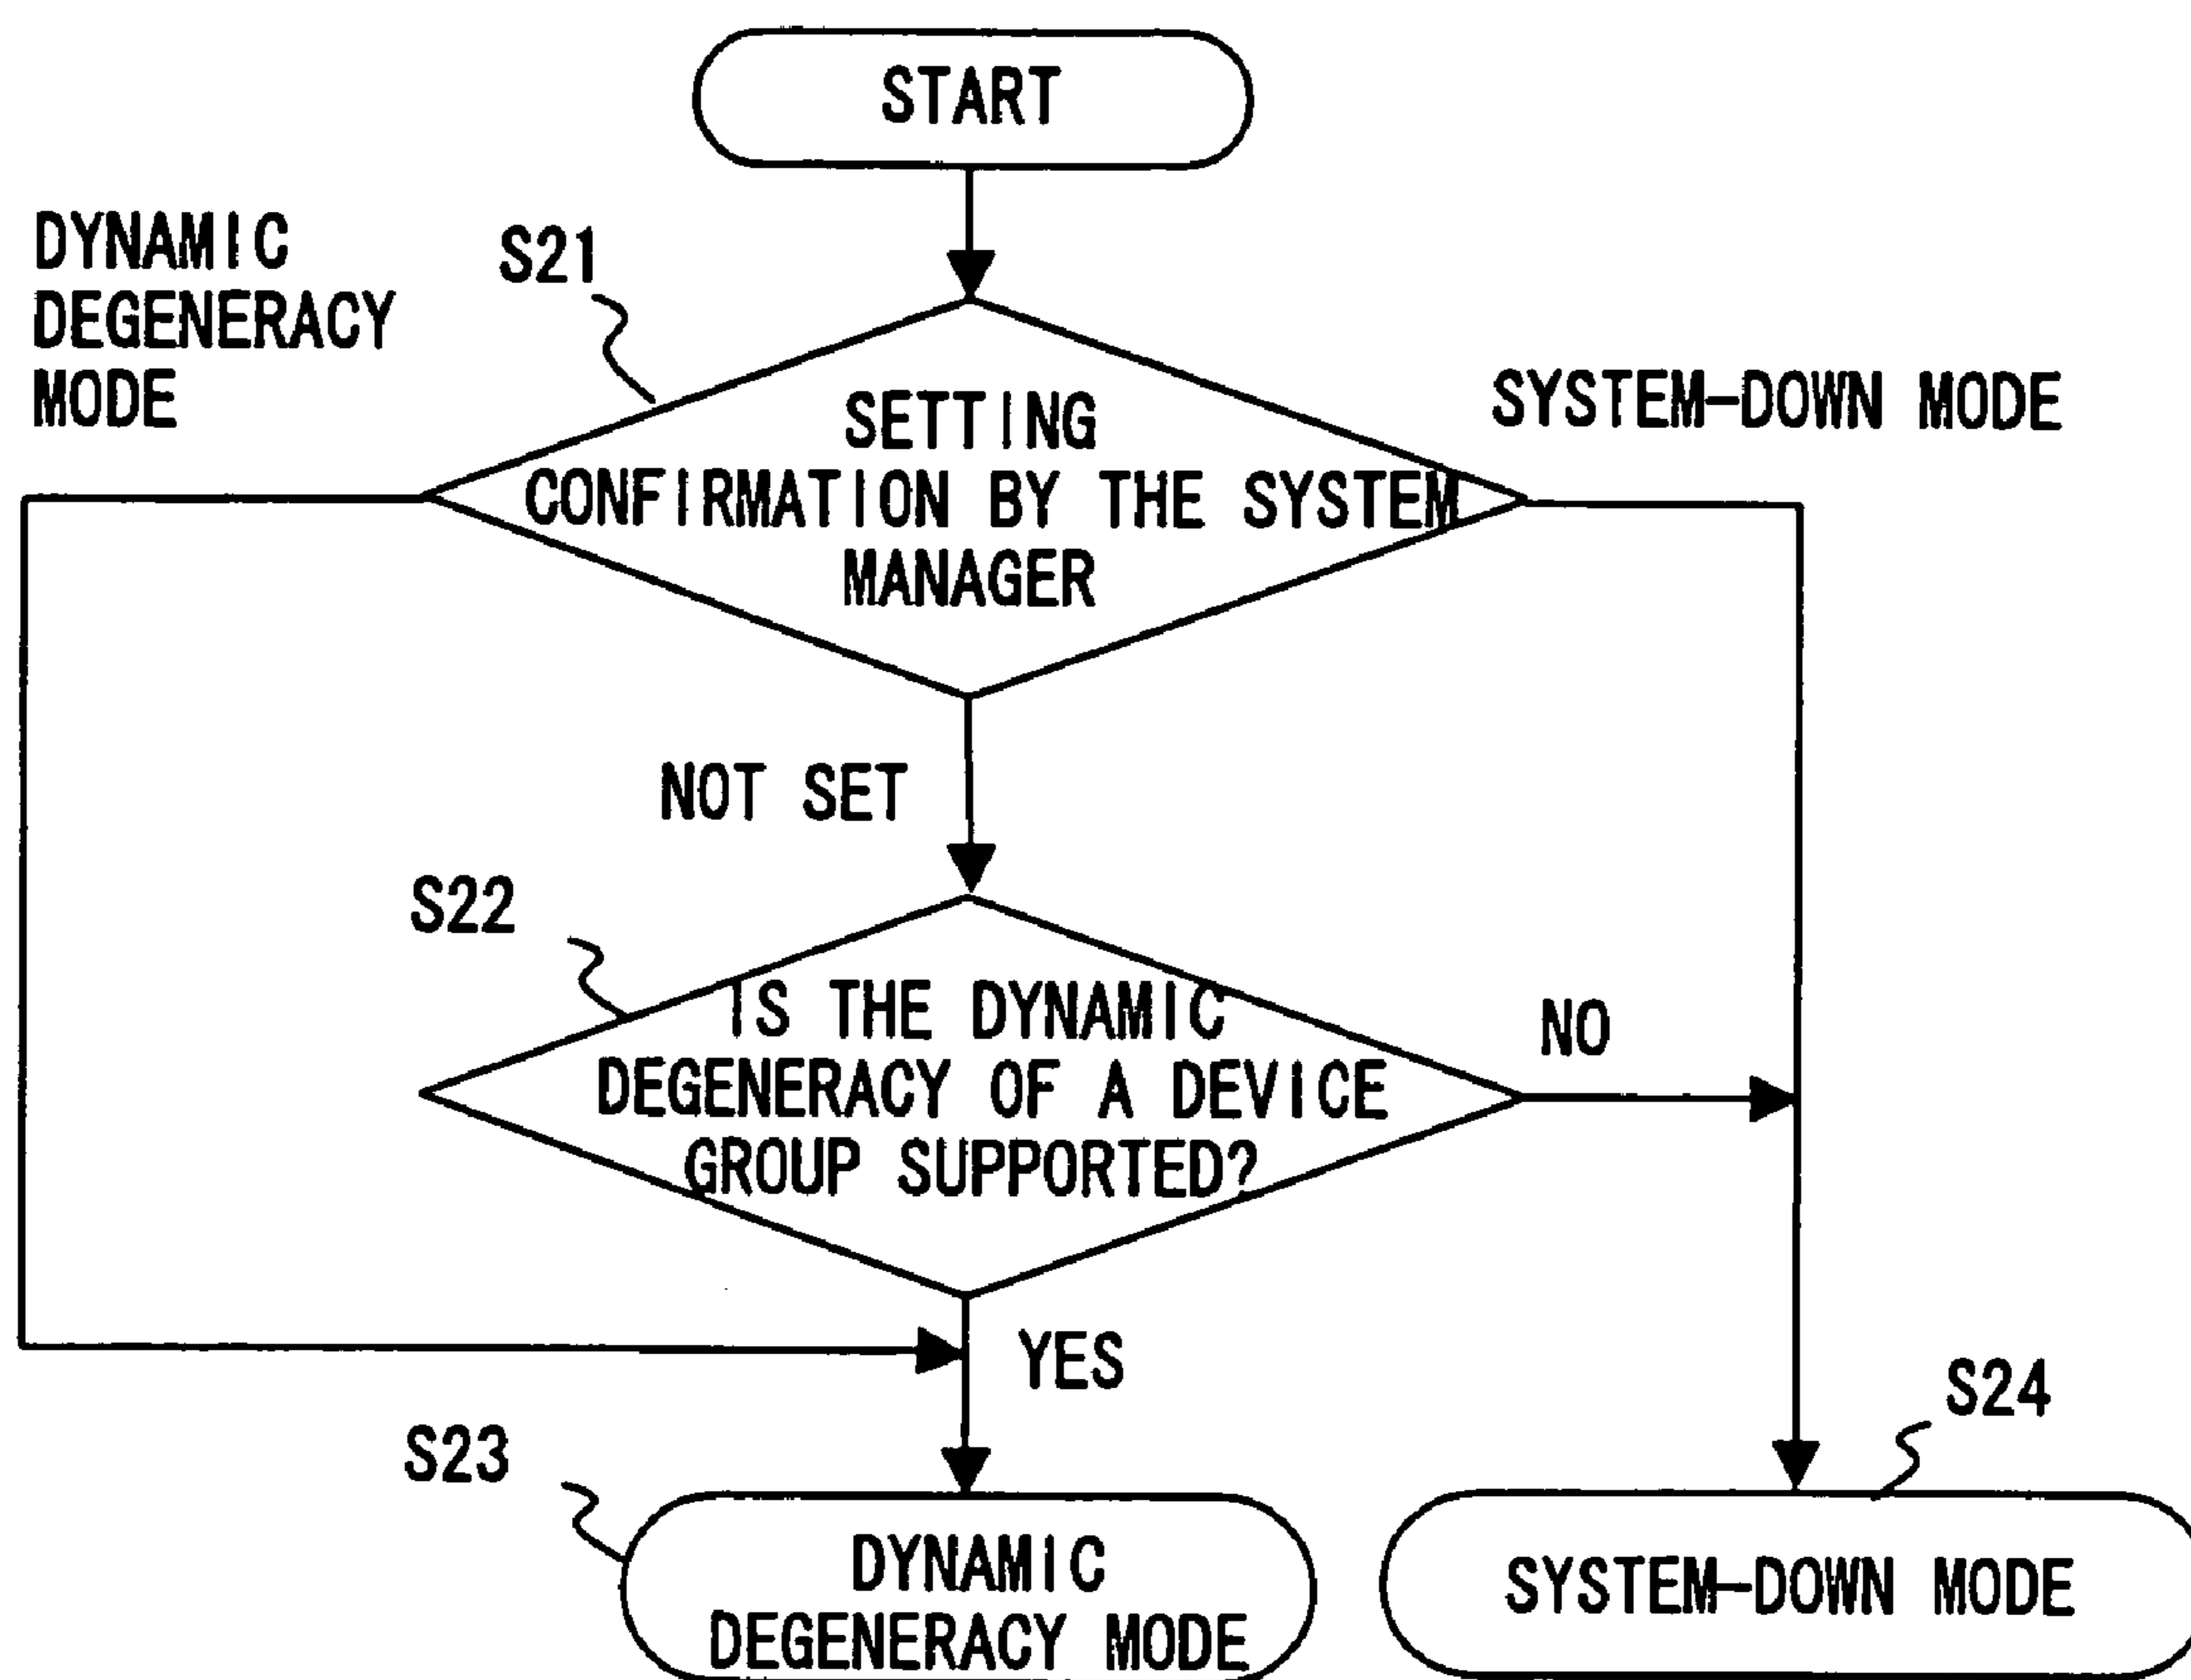 START
DYNAMIC
DEGENERACY
MODE
S21
SETTING
CONFIRMATION BY THE SYSTEM
MANAGER
SYSTEM-DOWN MODE
NOT SET
S22
IS THE DYNAMIC
DEGENERACY OF A DEVICE
GROUP SUPPORTED?
NO
YES
S23
DYNAMIC
DEGENERACY MODE
S24
SYSTEM-DOWN MODE